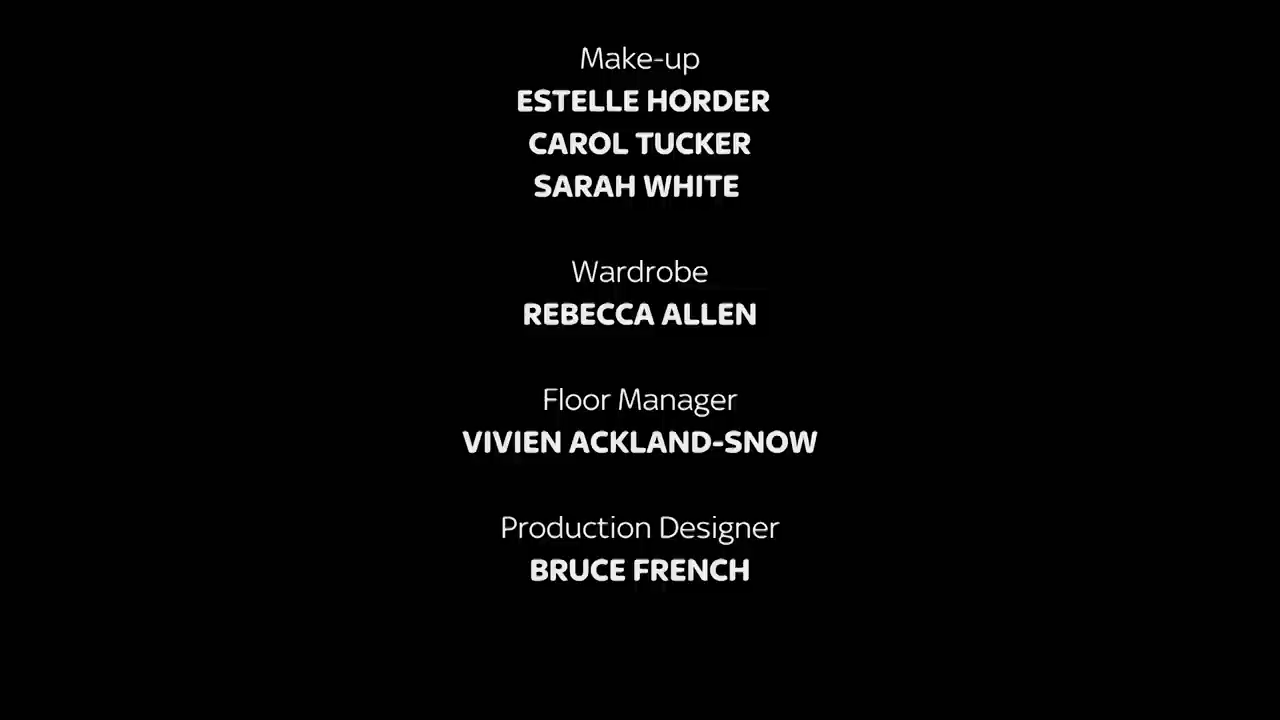 Make-up
ESTELLE HORDER
CAROL TUCKER
SARAH WHITE
Wardrobe
REBECCA ALLEN
Floor Manager
VIVIEN ACKLAND-SNOW
Production Designer
BRUCE FRENCH